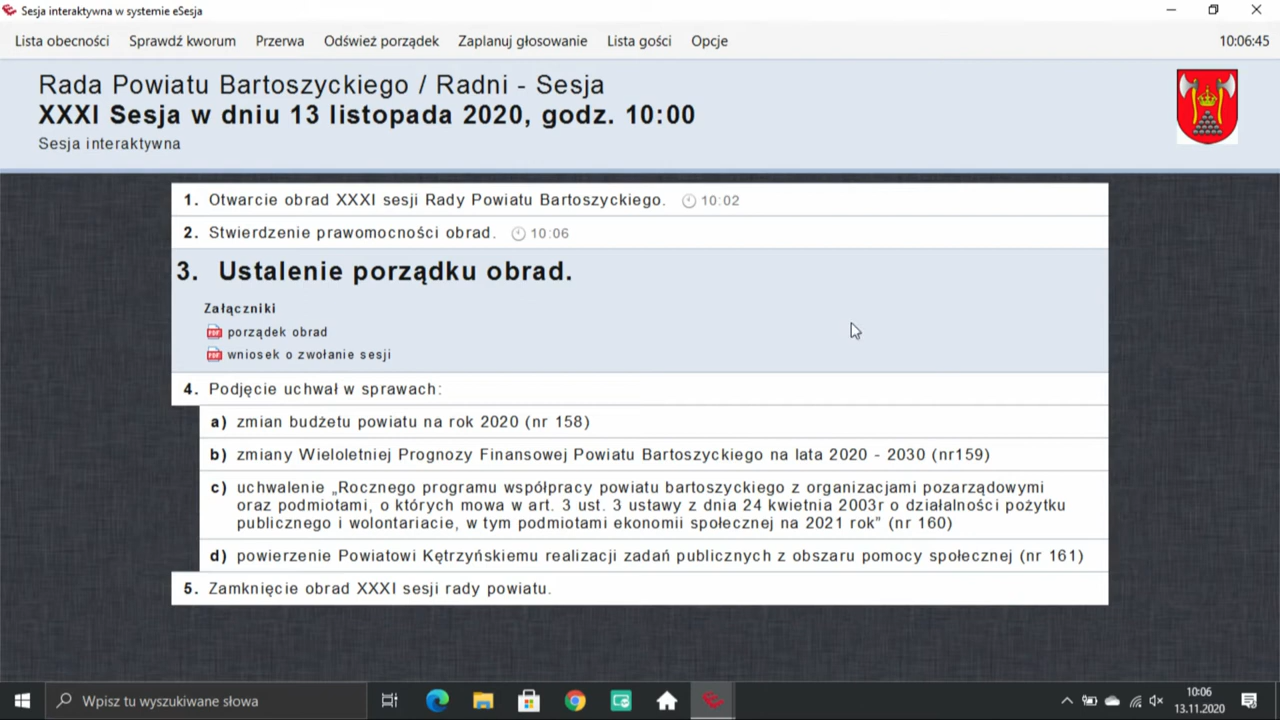 Sesja interaktywna w systemie eSesja
Lista obecności Sprawdź kworum Przerwa Odśwież porządek Zaplanuj głosowanie Lista gości Opcje 10:06:45
Rada Powiatu Bartoszyckiego / Radni - Sesja
XXXI Sesja w dniu 13 listopada 2020, godz. 10:00
Sesja interaktywna
1. Otwarcie obrad XXXI sesji Rady Powiatu Bartoszyckiego. 10:02
2. Stwierdzenie prawomocności obrad. 10:06
3. Ustalenie porządku obrad.
Załączniki
PDF porządek obrad
PDF wniosek o zwołanie sesji
4. Podjęcie uchwał w sprawach:
a) zmian budżetu powiatu na rok 2020 (nr 158)
b) zmiany Wieloletniej Prognozy Finansowej Powiatu Bartoszyckiego na lata 2020 - 2030 (nr159)
c) uchwalenie „Rocznego programu współpracy powiatu bartoszyckiego z organizacjami pozarządowymi
oraz podmiotami, o których mowa w art. 3 ust. 3 ustawy z dnia 24 kwietnia 2003r o działalności pożytku
publicznego i wolontariacie, w tym podmiotami ekonomii społecznej na 2021 rok” (nr 160)
d) powierzenie Powiatowi Kętrzyńskiemu realizacji zadań publicznych z obszaru pomocy społecznej (nr 161)
5. Zamknięcie obrad XXXI sesji rady powiatu.
Wpisz tu wyszukiwane słowa
10:06
13.11.2020